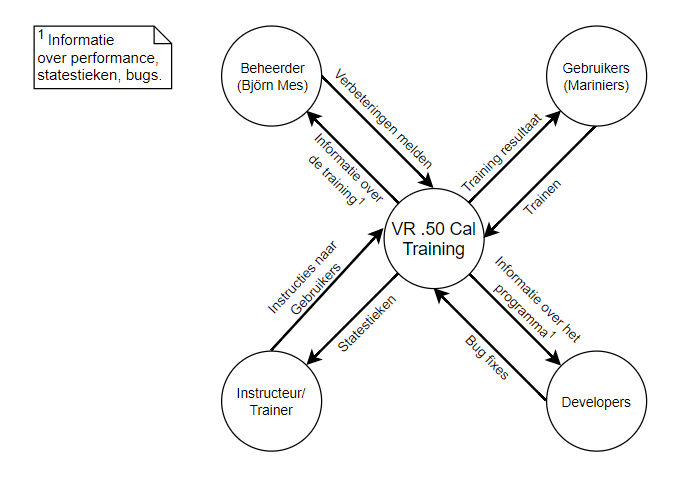 1 Informatie
over performance,
statestieken, bugs.
Beheerder
(Björn Mes)
Gebruikers
(Mariniers)
Verbeteringen melden
Informatie over
de training 1
Training resultaat
Trainen
VR .50 Cal
Training
Instructies naar
Gebruikers
Statestieken
Informatie over het
programma 1
Bug fixes
Instructeur/
Trainer
Developers